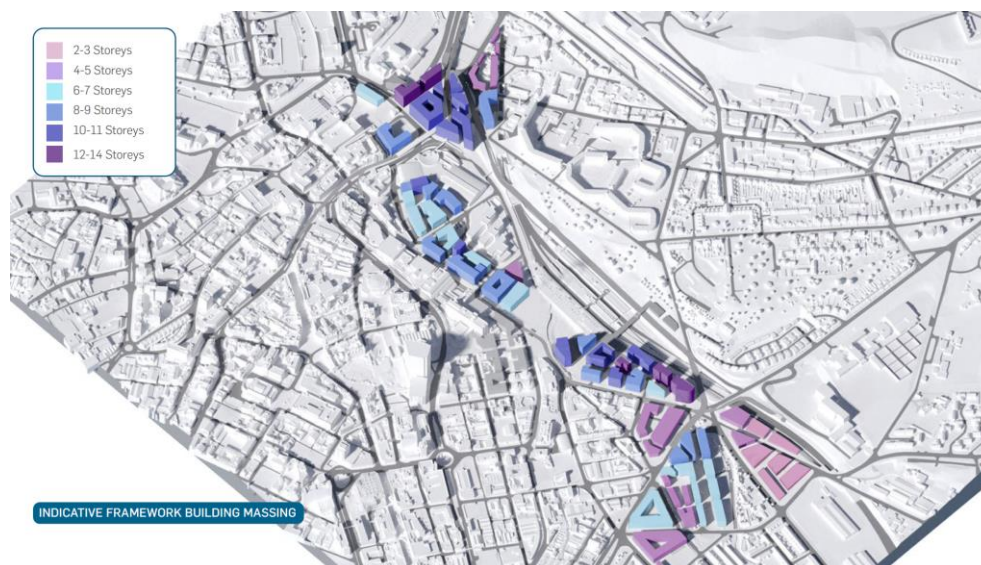 2-3 Storeys
4-5 Storeys
6-7 Storeys
8-9 Storeys
10-11 Storeys
12-14 Storeys
INDICATIVE FRAMEWORK BUILDING MASSING